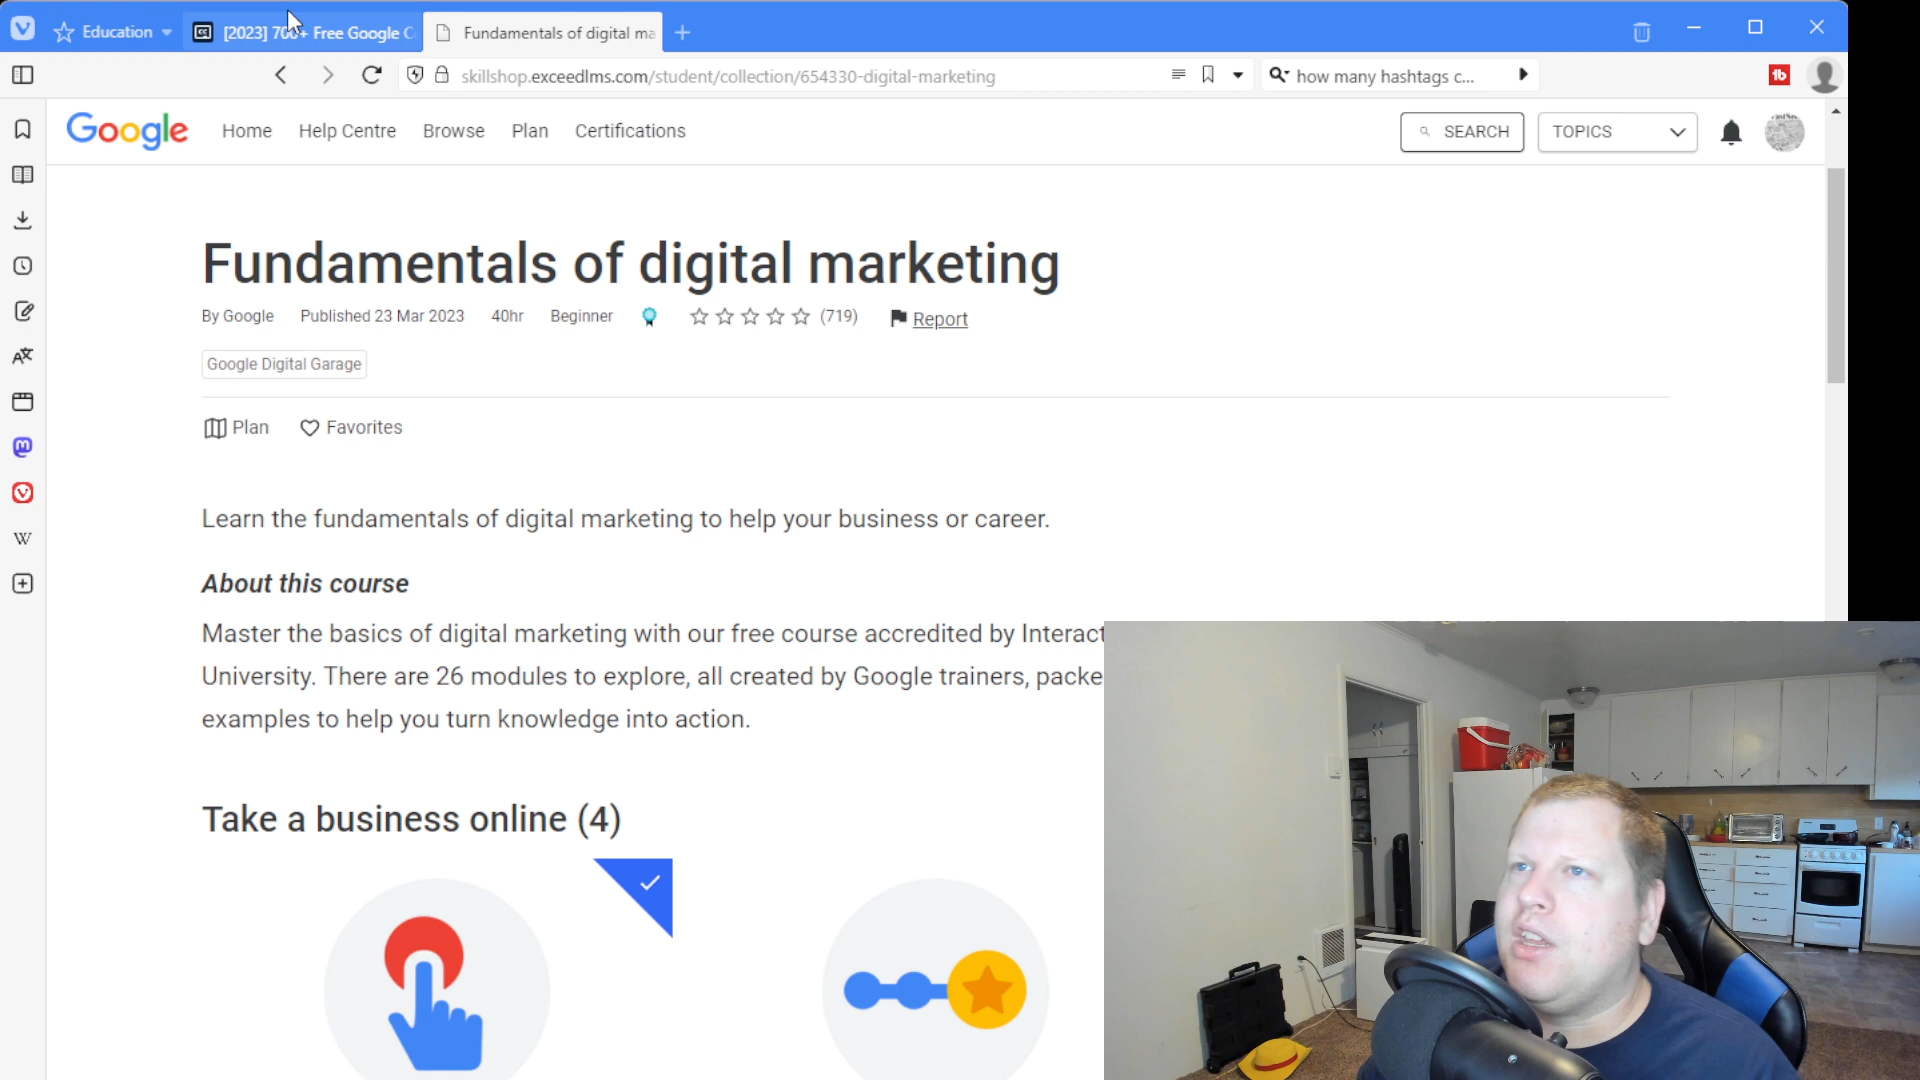 Education
[2023] 700+ Free Google C
Fundamentals of digital ma
skillshop.exceedlms.com/student/collection/654330-digital-marketing
how many hashtags c...
Google
Home
Help Centre
Browse
Plan
Certifications
SEARCH
TOPICS
Fundamentals of digital marketing
By Google
Published 23 Mar 2023
40hr
Beginner
(719)
Report
Google Digital Garage
Plan
Favorites
Learn the fundamentals of digital marketing to help your business or career.
About this course
Master the basics of digital marketing with our free course accredited by Interact
University. There are 26 modules to explore, all created by Google trainers, packe
examples to help you turn knowledge into action.
Take a business online (4)